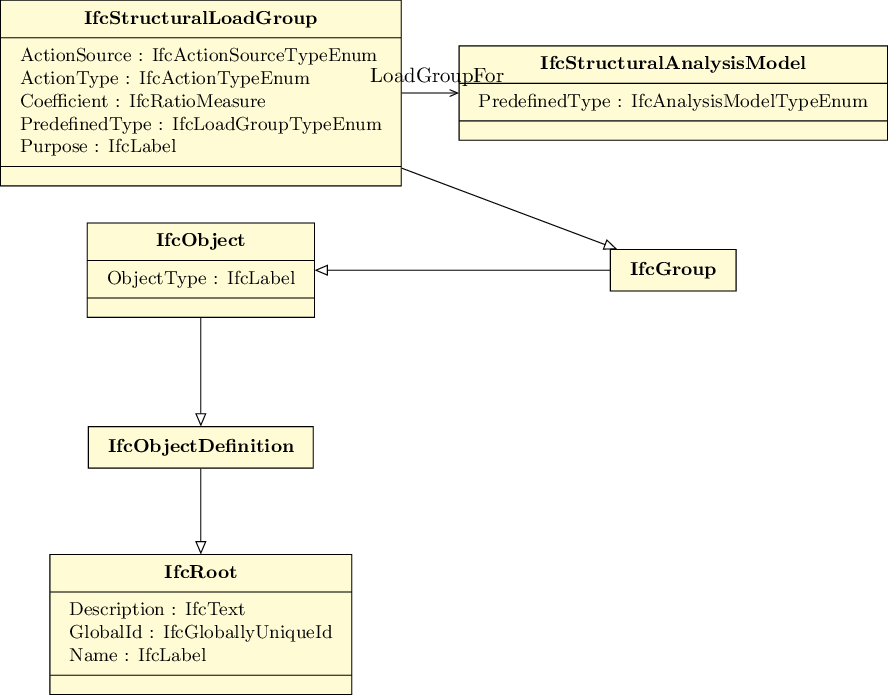 IfcStructuralLoadGroup
ActionSource : IfcActionSourceTypeEnum
ActionType : IfcActionTypeEnum
Coefficient : IfcRatioMeasure
PredefinedType : IfcLoadGroupTypeEnum
Purpose : IfcLabel
LoadGroupFor
IfcStructuralAnalysisModel
PredefinedType : IfcAnalysisModelTypeEnum
IfcObject
ObjectType : IfcLabel
IfcGroup
IfcObjectDefinition
IfcRoot
Description : IfcText
GlobalId : IfcGloballyUniqueId
Name : IfcLabel